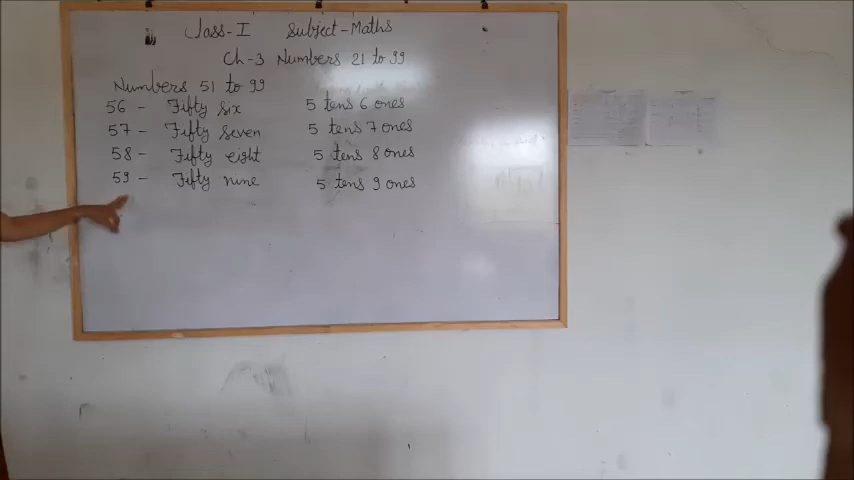 Class-I Subject-Maths
Ch-3 Numbers 21 to 99
Numbers 51 to 99
56 - Fifty six 5 tens 6 ones
57 - Fifty seven 5 tens 7 ones
58 - Fifty eight 5 tens 8 ones
59 - Fifty nine 5 tens 9 ones